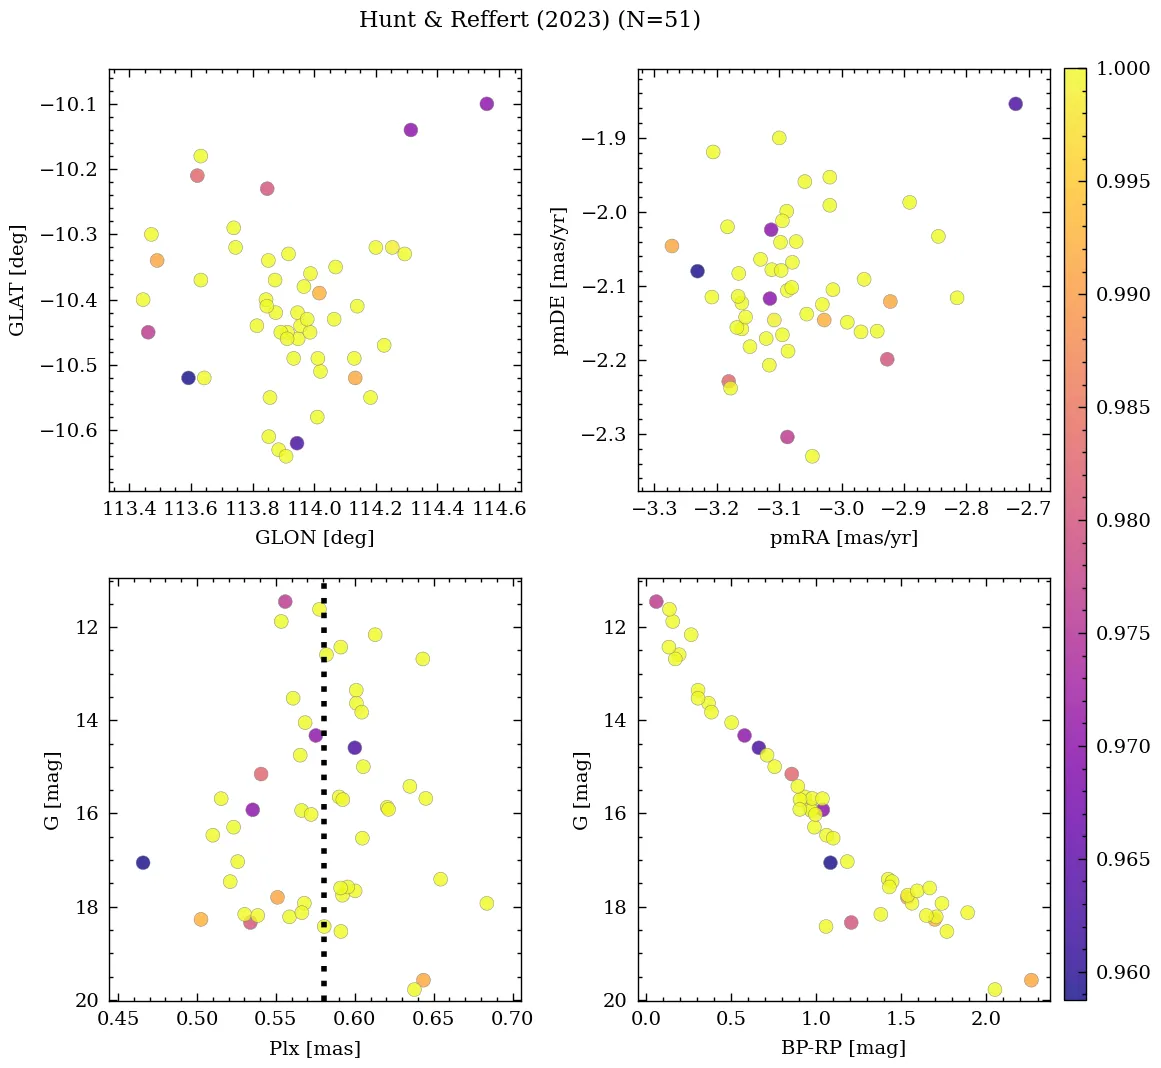 Hunt & Reffert (2023) (N=51)
−10.1
−10.2
−10.3
−10.4
−10.5
−10.6
GLAT [deg]
113.4 113.6 113.8 114.0 114.2 114.4 114.6
GLON [deg]
−1.9
−2.0
−2.1
−2.2
−2.3
pmDE [mas/yr]
−3.3 −3.2 −3.1 −3.0 −2.9 −2.8 −2.7
pmRA [mas/yr]
12
14
16
18
20
G [mag]
0.45 0.50 0.55 0.60 0.65 0.70
Plx [mas]
12
14
16
18
20
G [mag]
0.0 0.5 1.0 1.5 2.0
BP-RP [mag]
1.000
0.995
0.990
0.985
0.980
0.975
0.970
0.965
0.960